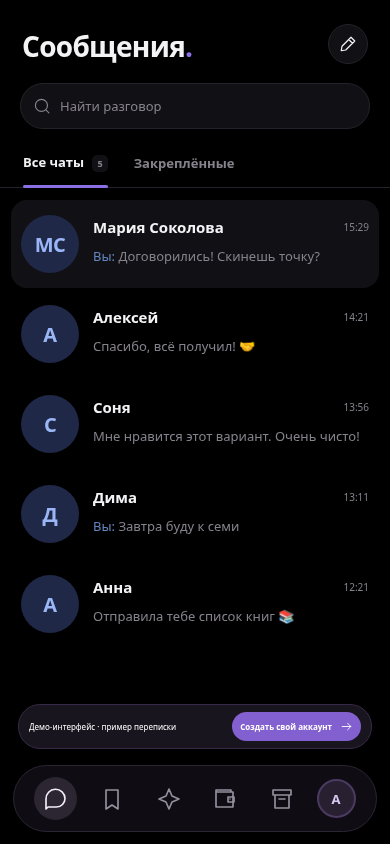 Сообщения.
Найти разговор
Все чаты 5 Закреплённые
МС
Мария Соколова 15:29
Вы: Договорились! Скинешь точку?
А
Алексей 14:21
Спасибо, всё получил! 🤝
С
Соня 13:56
Мне нравится этот вариант. Очень чисто!
Д
Дима 13:11
Вы: Завтра буду к семи
А
Анна 12:21
Отправила тебе список книг 📚
Демо-интерфейс · пример переписки
Создать свой аккаунт →
А